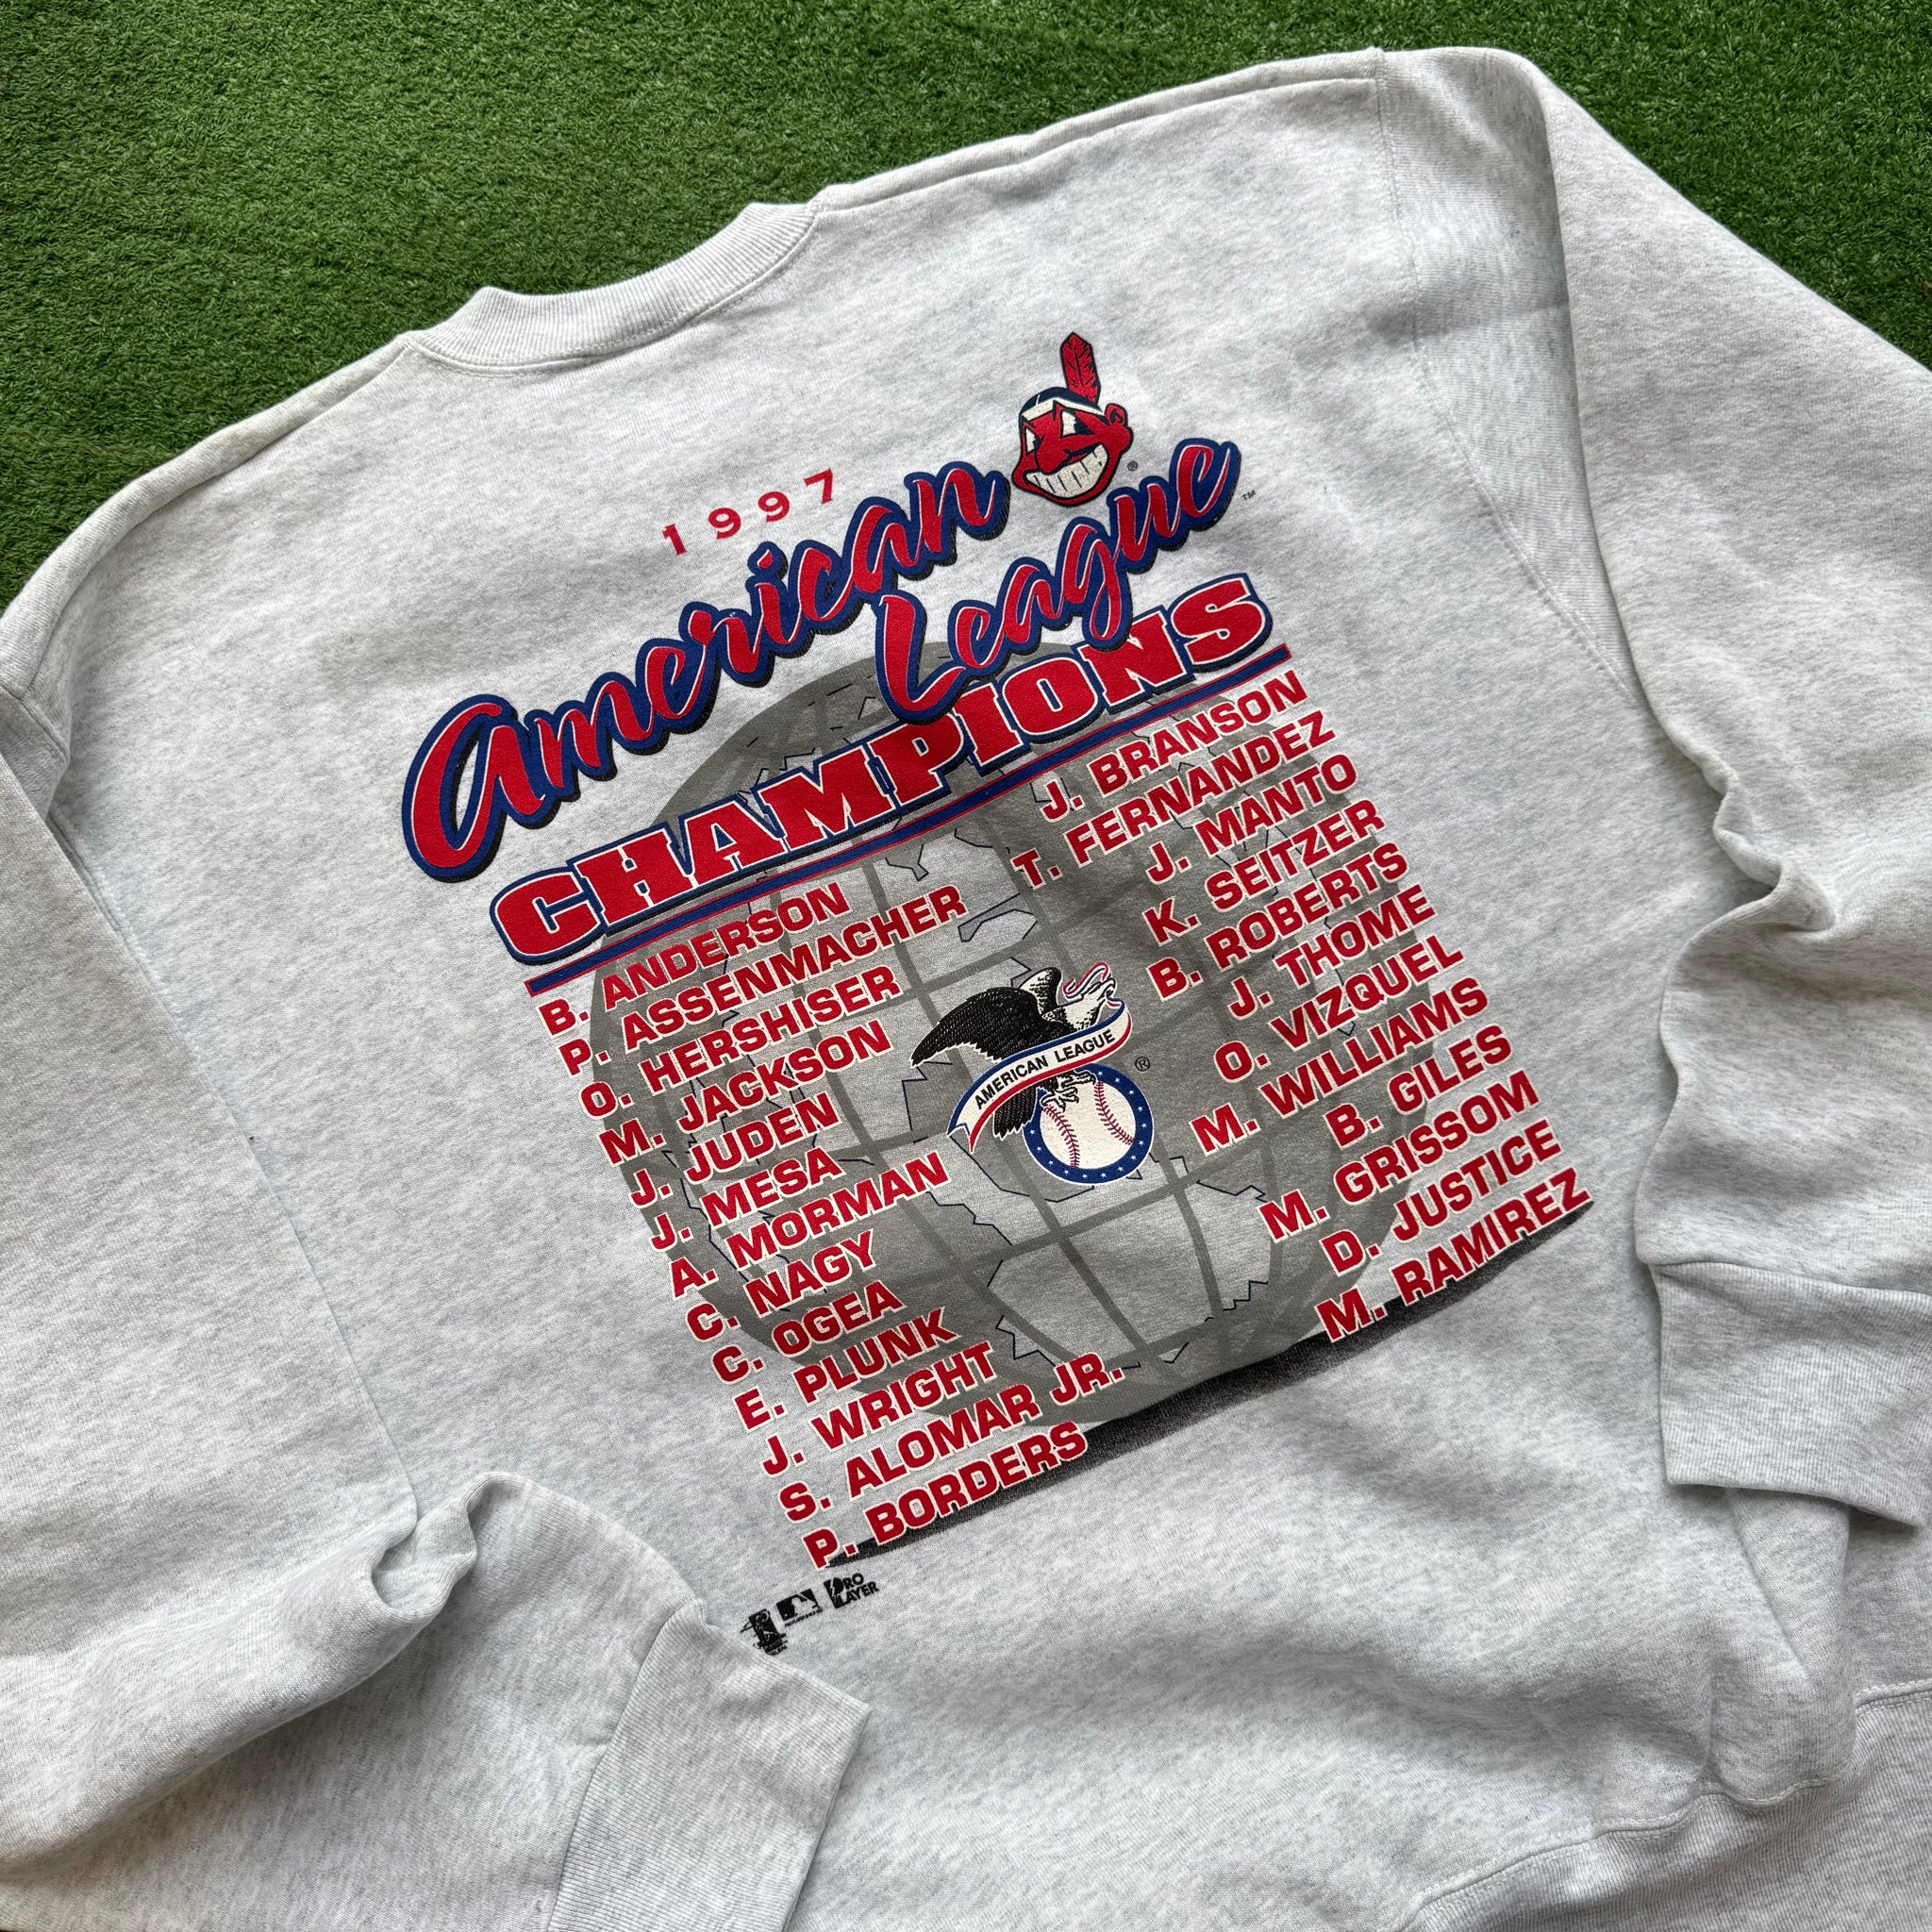 1997
American
League
CHAMPIONS
B. ANDERSON
P. ASSENMACHER
O. HERSHISER
M. JACKSON
J. JUDEN
J. MESA
A. MORMAN
C. NAGY
C. OGEA
E. PLUNK
J. WRIGHT
S. ALOMAR JR.
P. BORDERS
J. BRANSON
T. FERNANDEZ
J. MANTO
K. SEITZER
B. ROBERTS
J. THOME
O. VIZQUEL
M. WILLIAMS
B. GILES
M. GRISSOM
D. JUSTICE
M. RAMIREZ
AMERICAN LEAGUE
®
®
TM
PRO
PLAYER